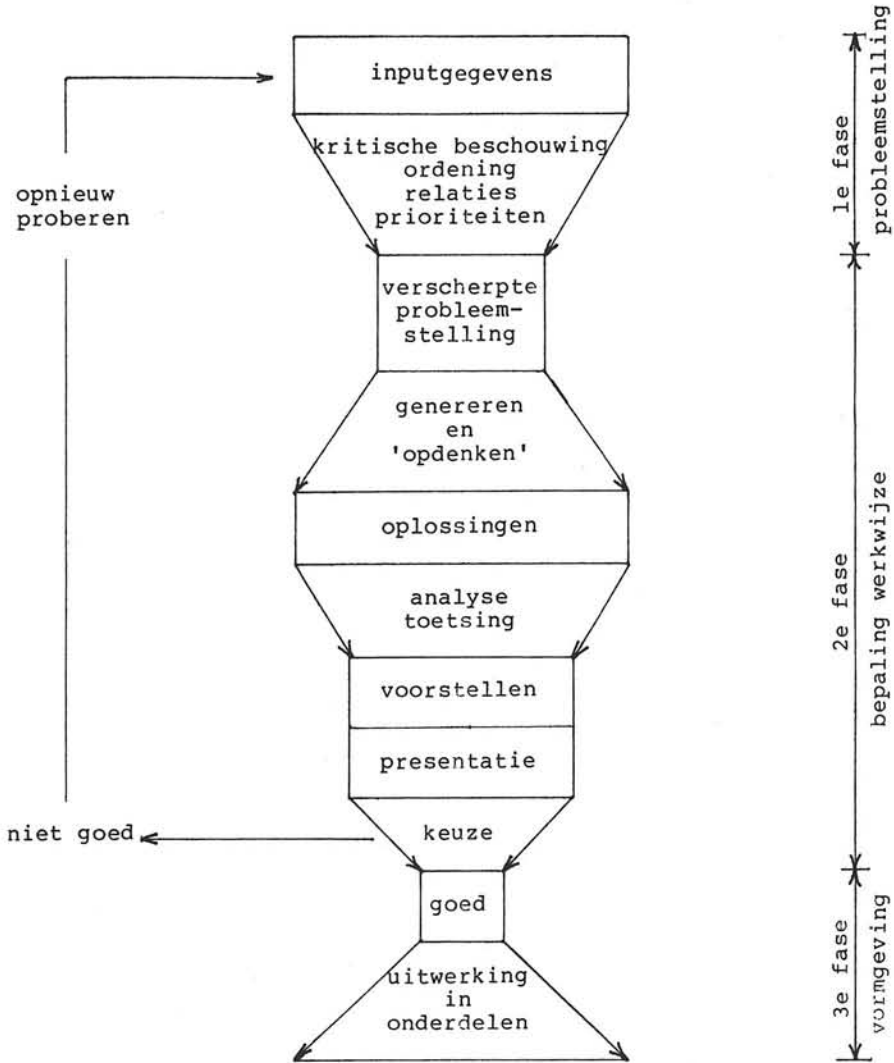 inputgegevens
kritische beschouwing
ordening
relaties
prioriteiten
opnieuw
proberen
verscherpte
probleem-
stelling
genereren
en
'opdenken'
oplossingen
analyse
toetsing
voorstellen
presentatie
keuze
niet goed
goed
uitwerking
in
onderdelen
1e fase
probleemstelling
2e fase
bepaling werkwijze
3e fase
vormgeving